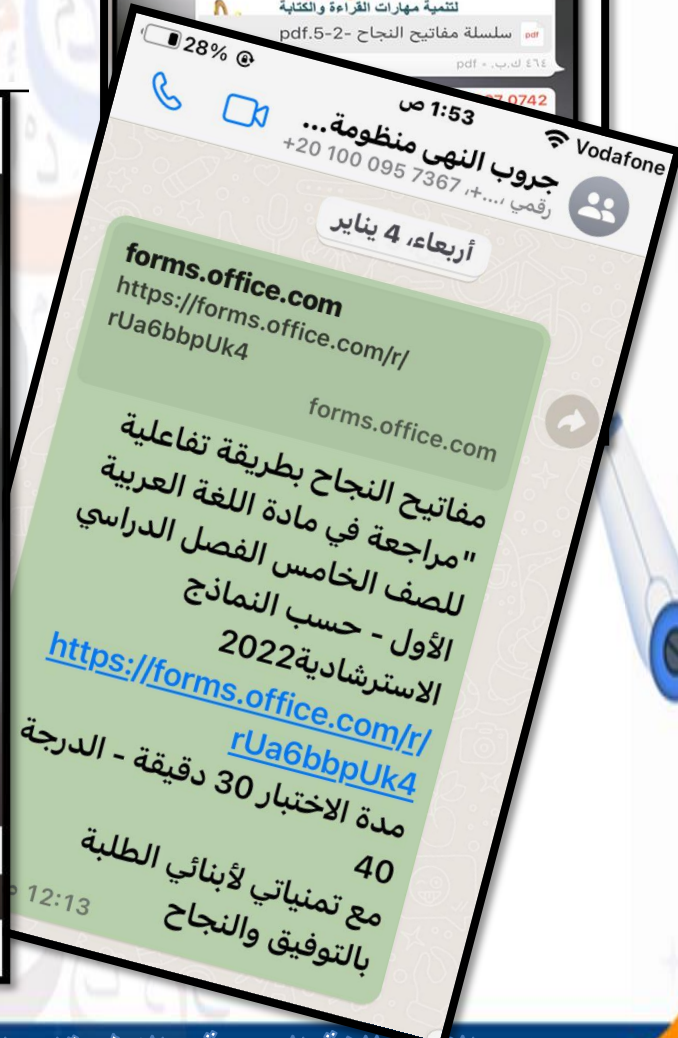 لتنمية مهارات القراءة والكتابة
سلسلة مفاتيح النجاح -2-5.pdf
٤٦٤ ك.ب. • pdf
0742
28%
1:53 ص
Vodafone
جروب النهى منظومة...
رقمي ،...+، +20 100 095 7367
أربعاء، 4 يناير
forms.office.com
https://forms.office.com/r/
rUa6bbpUk4
forms.office.com
مفاتيح النجاح بطريقة تفاعلية
"مراجعة في مادة اللغة العربية
للصف الخامس الفصل الدراسي
الأول - حسب النماذج
الاسترشادية2022
https://forms.office.com/r/
rUa6bbpUk4
مدة الاختبار 30 دقيقة - الدرجة
40
مع تمنياتي لأبنائي الطلبة
بالتوفيق والنجاح
12:13